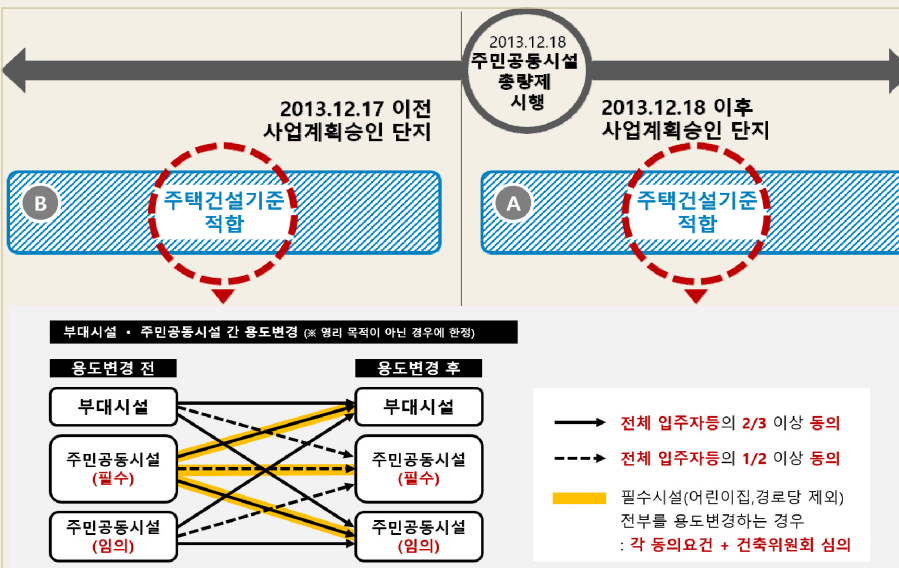 2013.12.18
주민공동시설
총량제
시행
2013.12.17 이전
사업계획승인 단지
2013.12.18 이후
사업계획승인 단지
B
주택건설기준
적합
A
주택건설기준
적합
부대시설 • 주민공동시설 간 용도변경 (※ 영리 목적이 아닌 경우에 한정)
용도변경 전
용도변경 후
부대시설
부대시설
주민공동시설
(필수)
주민공동시설
(필수)
주민공동시설
(임의)
주민공동시설
(임의)
전체 입주자등의 2/3 이상 동의
전체 입주자등의 1/2 이상 동의
필수시설(어린이집,경로당 제외)
전부를 용도변경하는 경우
: 각 동의요건 + 건축위원회 심의